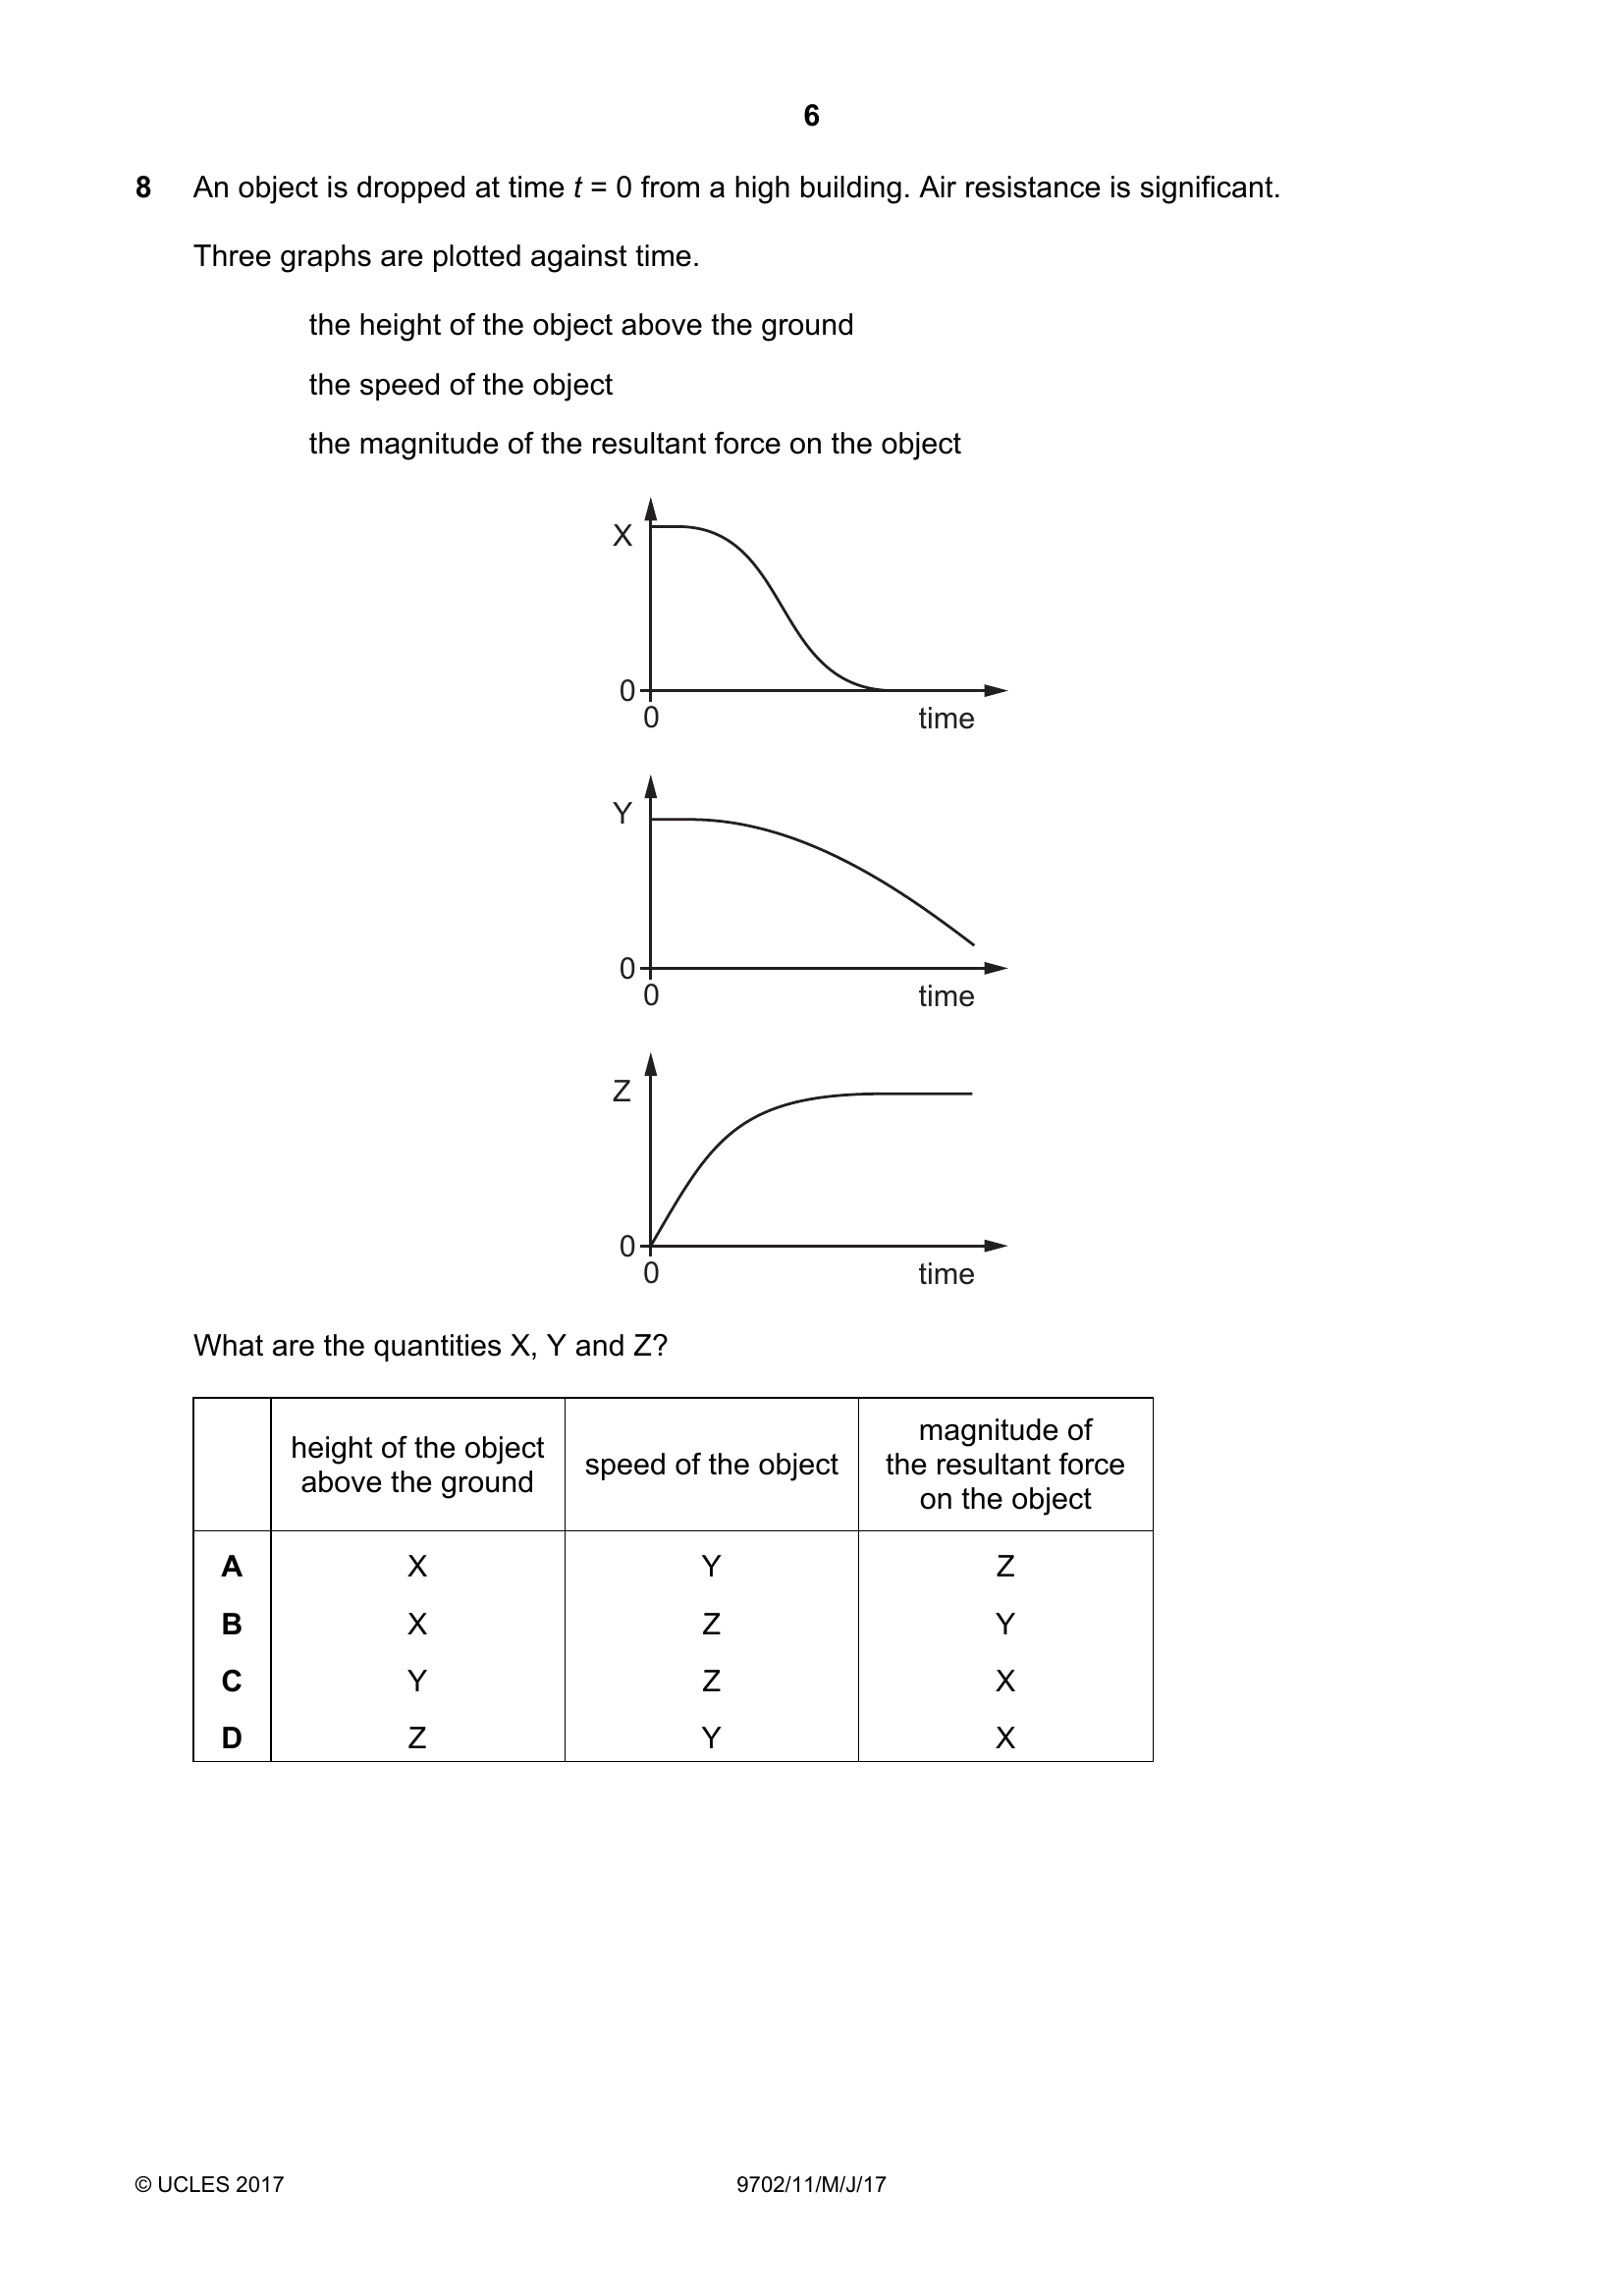 6
8 An object is dropped at time t = 0 from a high building. Air resistance is significant.
Three graphs are plotted against time.
the height of the object above the ground
the speed of the object
the magnitude of the resultant force on the object
X
0
0 time
Y
0
0 time
Z
0
0 time
What are the quantities X, Y and Z?
height of the object above the ground speed of the object magnitude of the resultant force on the object
A X Y Z
B X Z Y
C Y Z X
D Z Y X
© UCLES 2017 9702/11/M/J/17